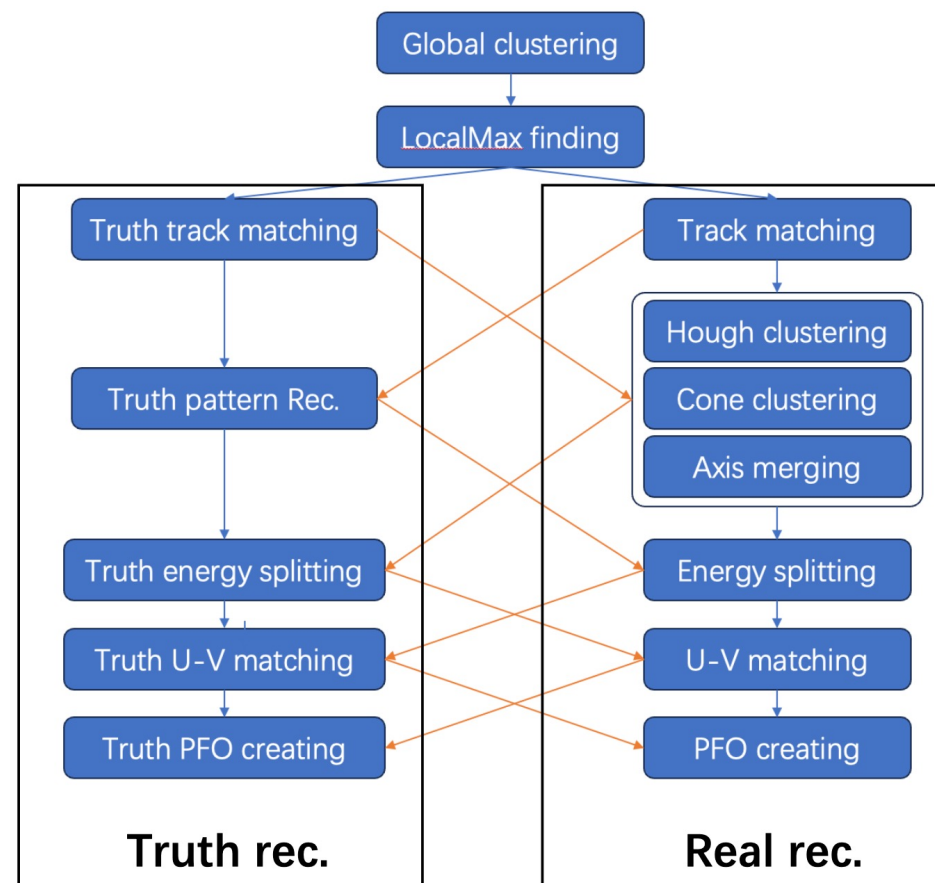 Global clustering
LocalMax finding
Truth track matching
Track matching
Hough clustering
Truth pattern Rec.
Cone clustering
Axis merging
Truth energy splitting
Energy splitting
Truth U-V matching
U-V matching
Truth PFO creating
PFO creating
Truth rec.
Real rec.